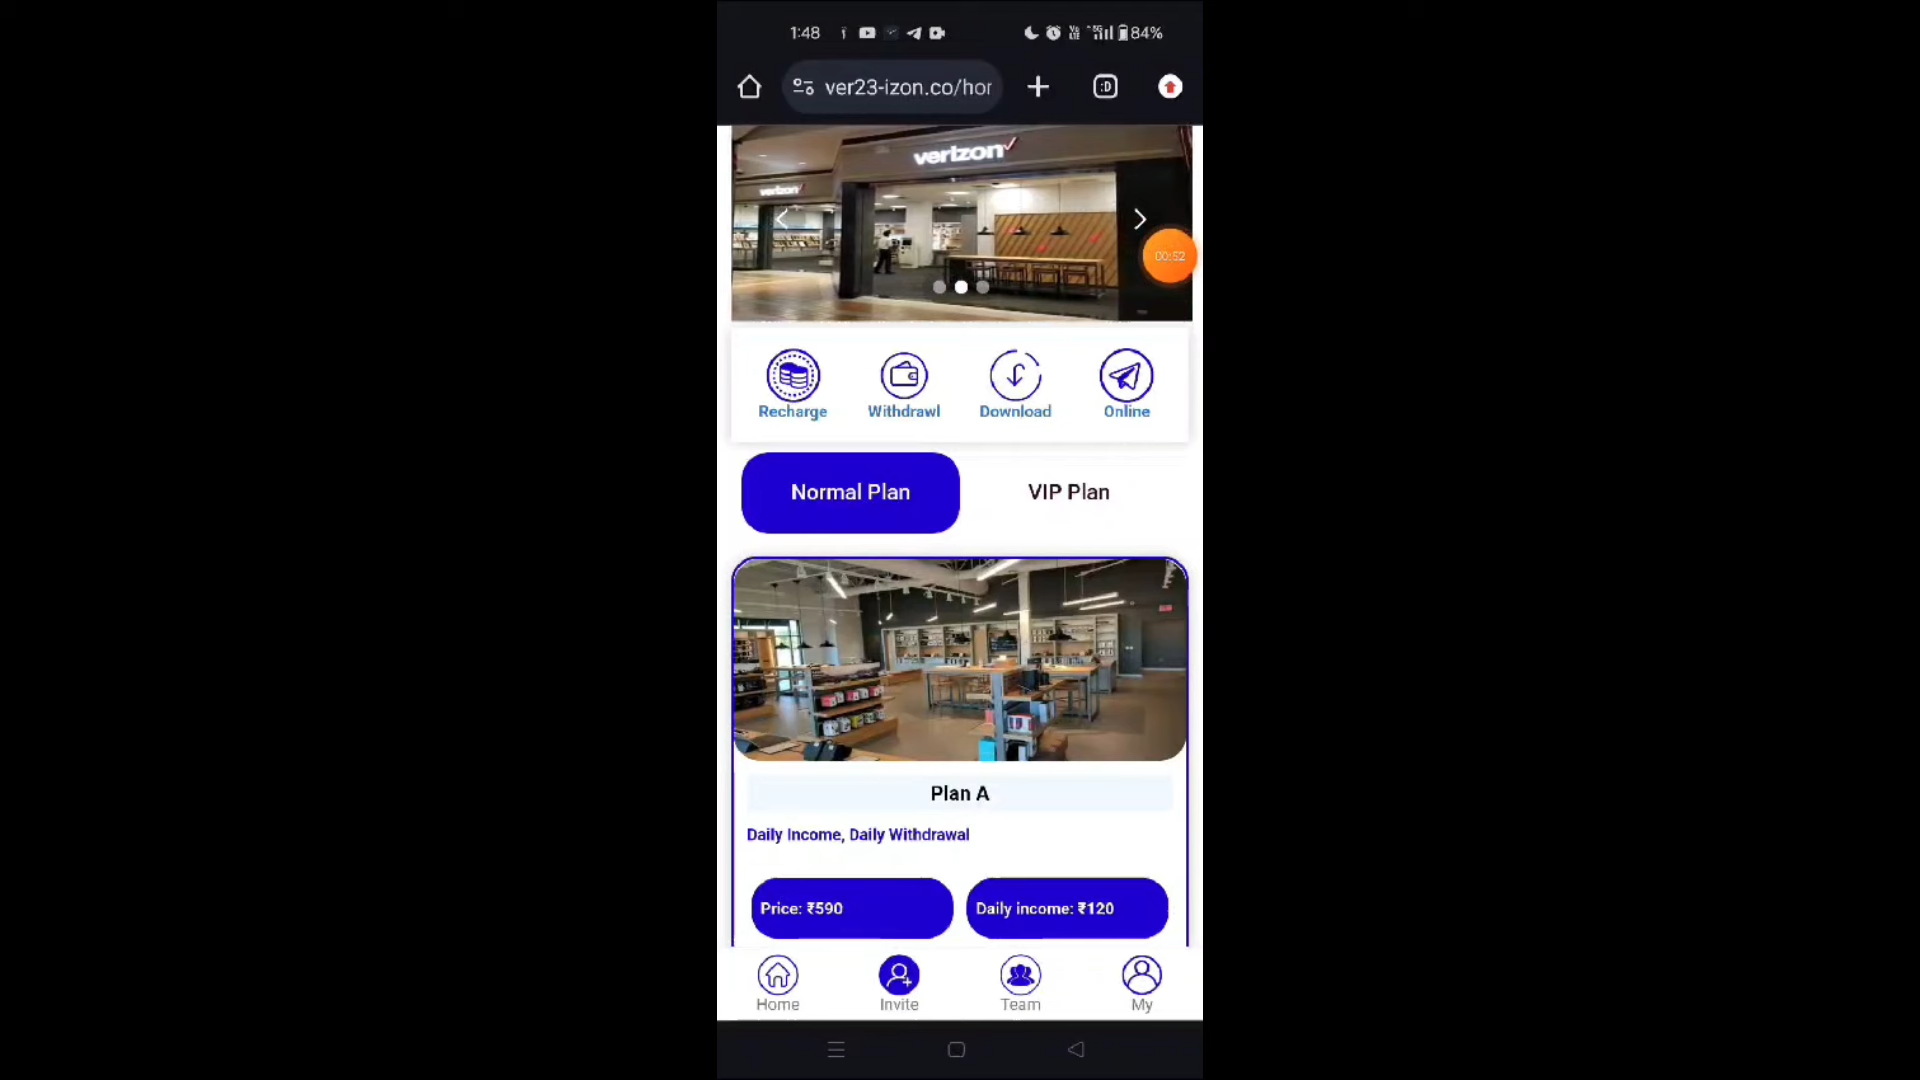 1:48
84%
ver23-izon.co/hor
:D
verizon
verizon
00:52
Recharge
Withdrawl
Download
Online
Normal Plan
VIP Plan
Plan A
Daily Income, Daily Withdrawal
Price: ₹590
Daily income: ₹120
Home
Invite
Team
My